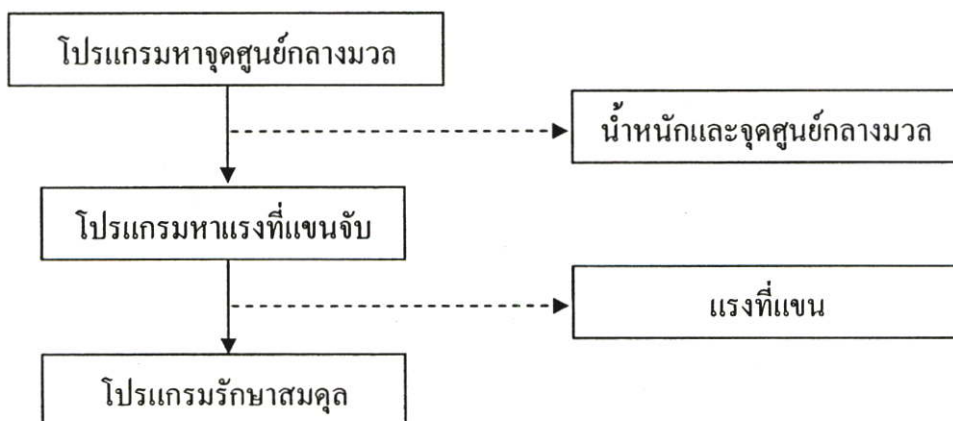 โปรแกรมหาจุดศูนย์กลางมวล
น้ำหนักและจุดศูนย์กลางมวล
โปรแกรมหาแรงที่แขนจับ
แรงที่แขน
โปรแกรมรักษาสมดุล